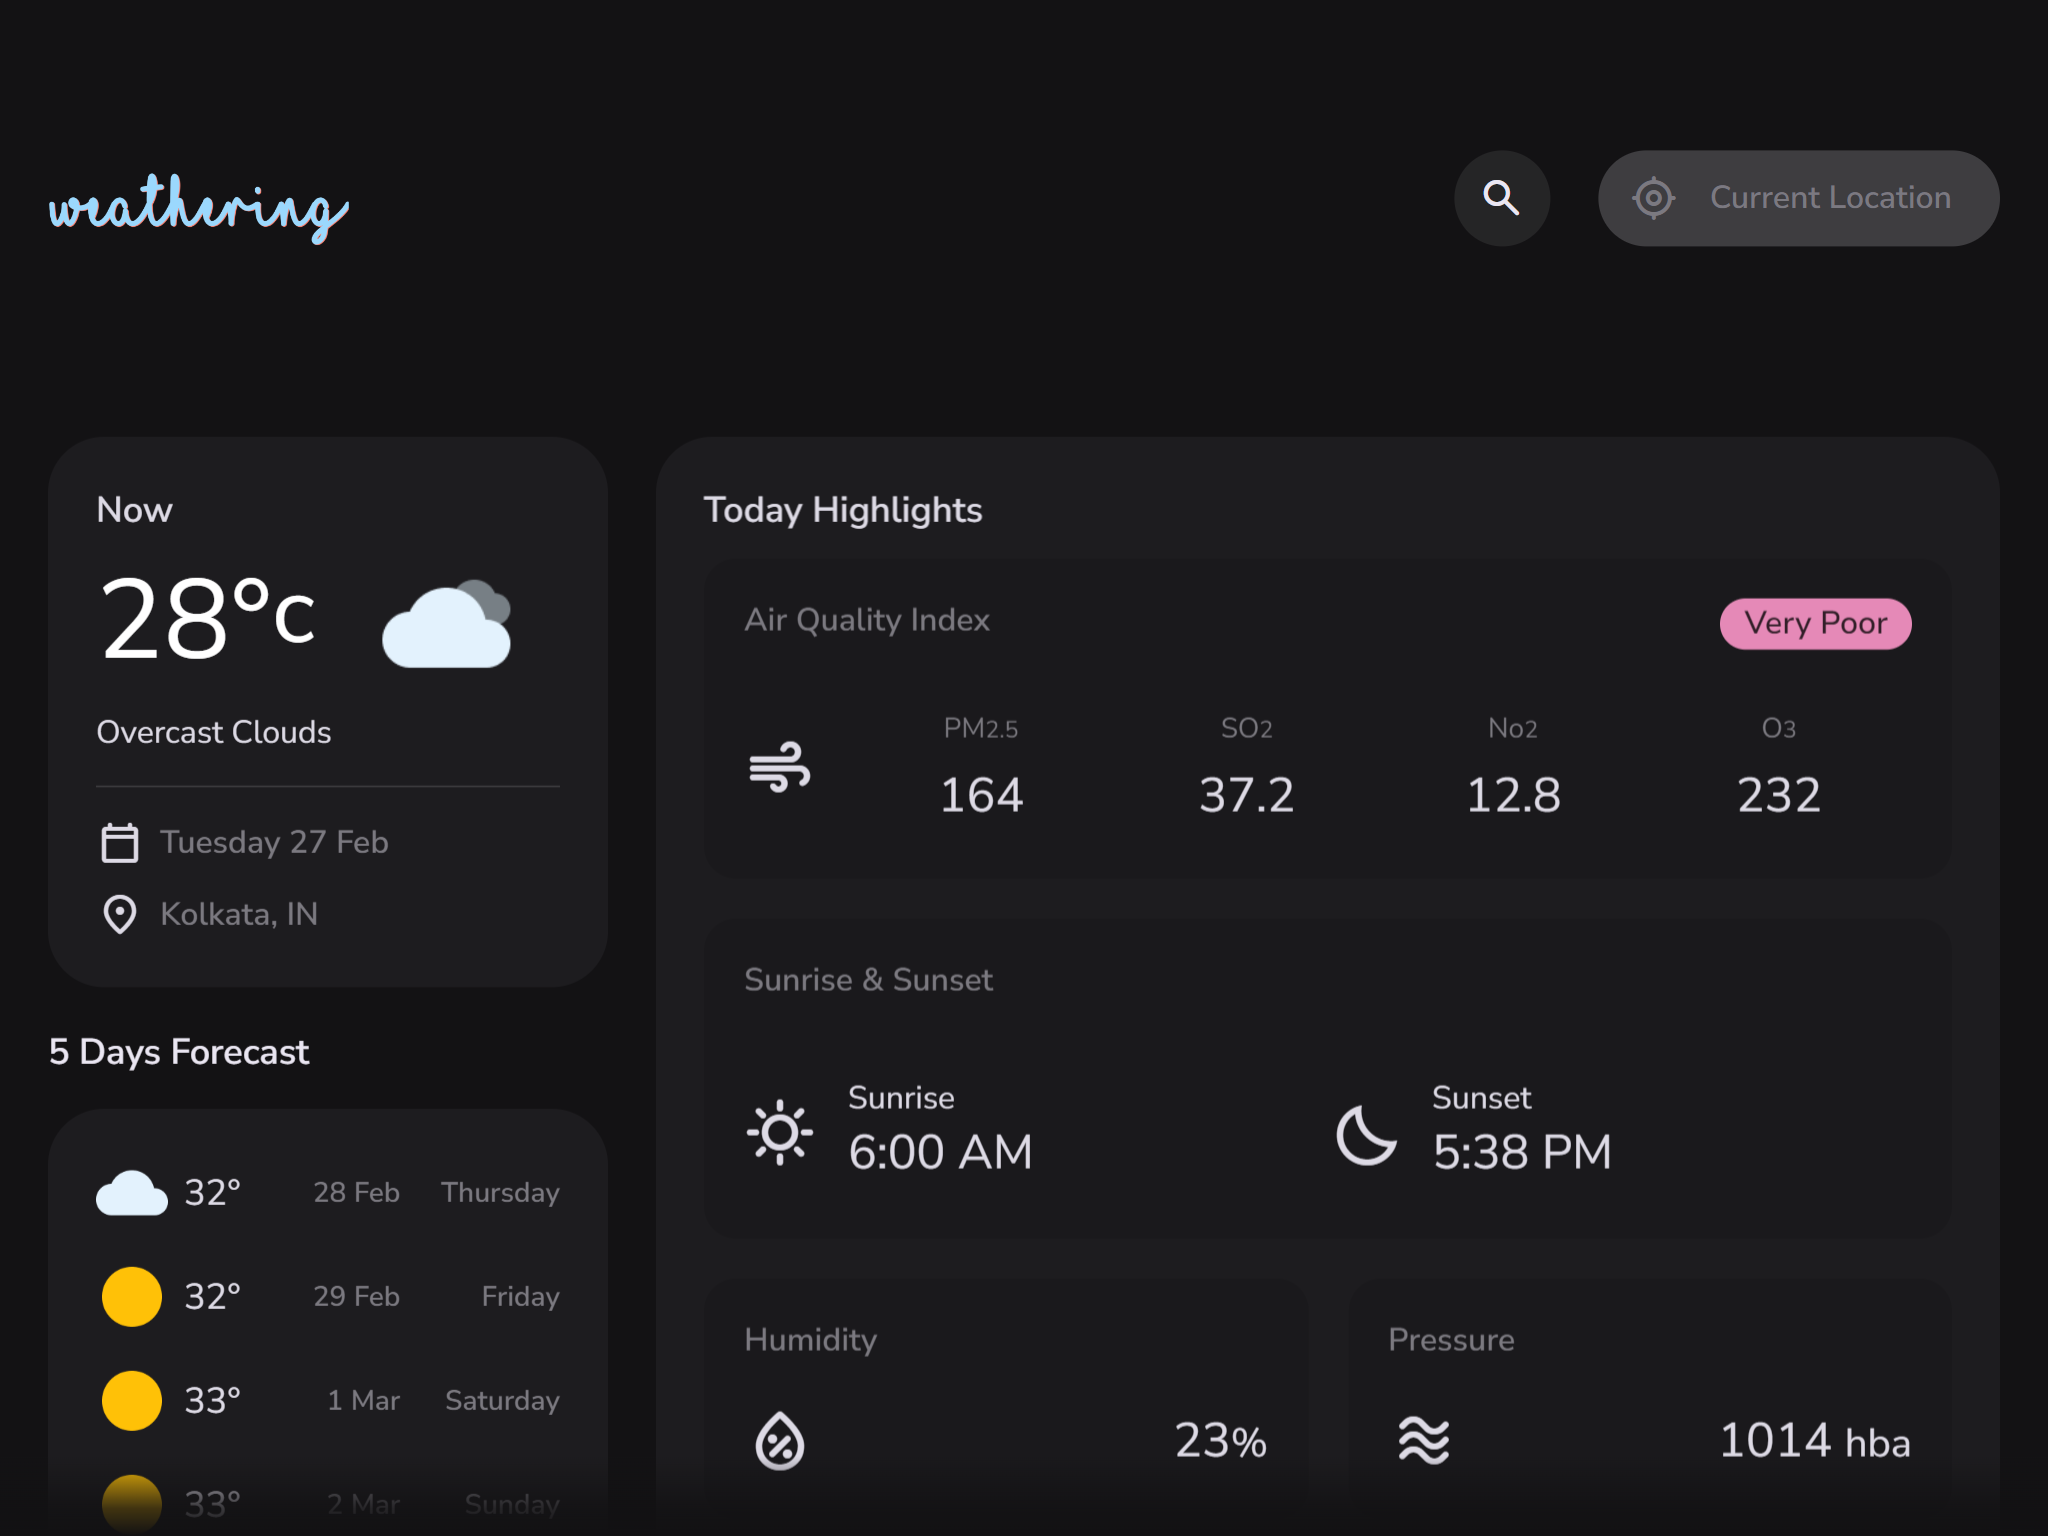 weathering
Current Location
Now
28°c
Overcast Clouds
Tuesday 27 Feb
Kolkata, IN
5 Days Forecast
32° 28 Feb Thursday
32° 29 Feb Friday
33° 1 Mar Saturday
33° 2 Mar Sunday
Today Highlights
Air Quality Index
Very Poor
PM2.5 SO2 No2 O3
164 37.2 12.8 232
Sunrise & Sunset
Sunrise
6:00 AM
Sunset
5:38 PM
Humidity
23%
Pressure
1014 hba